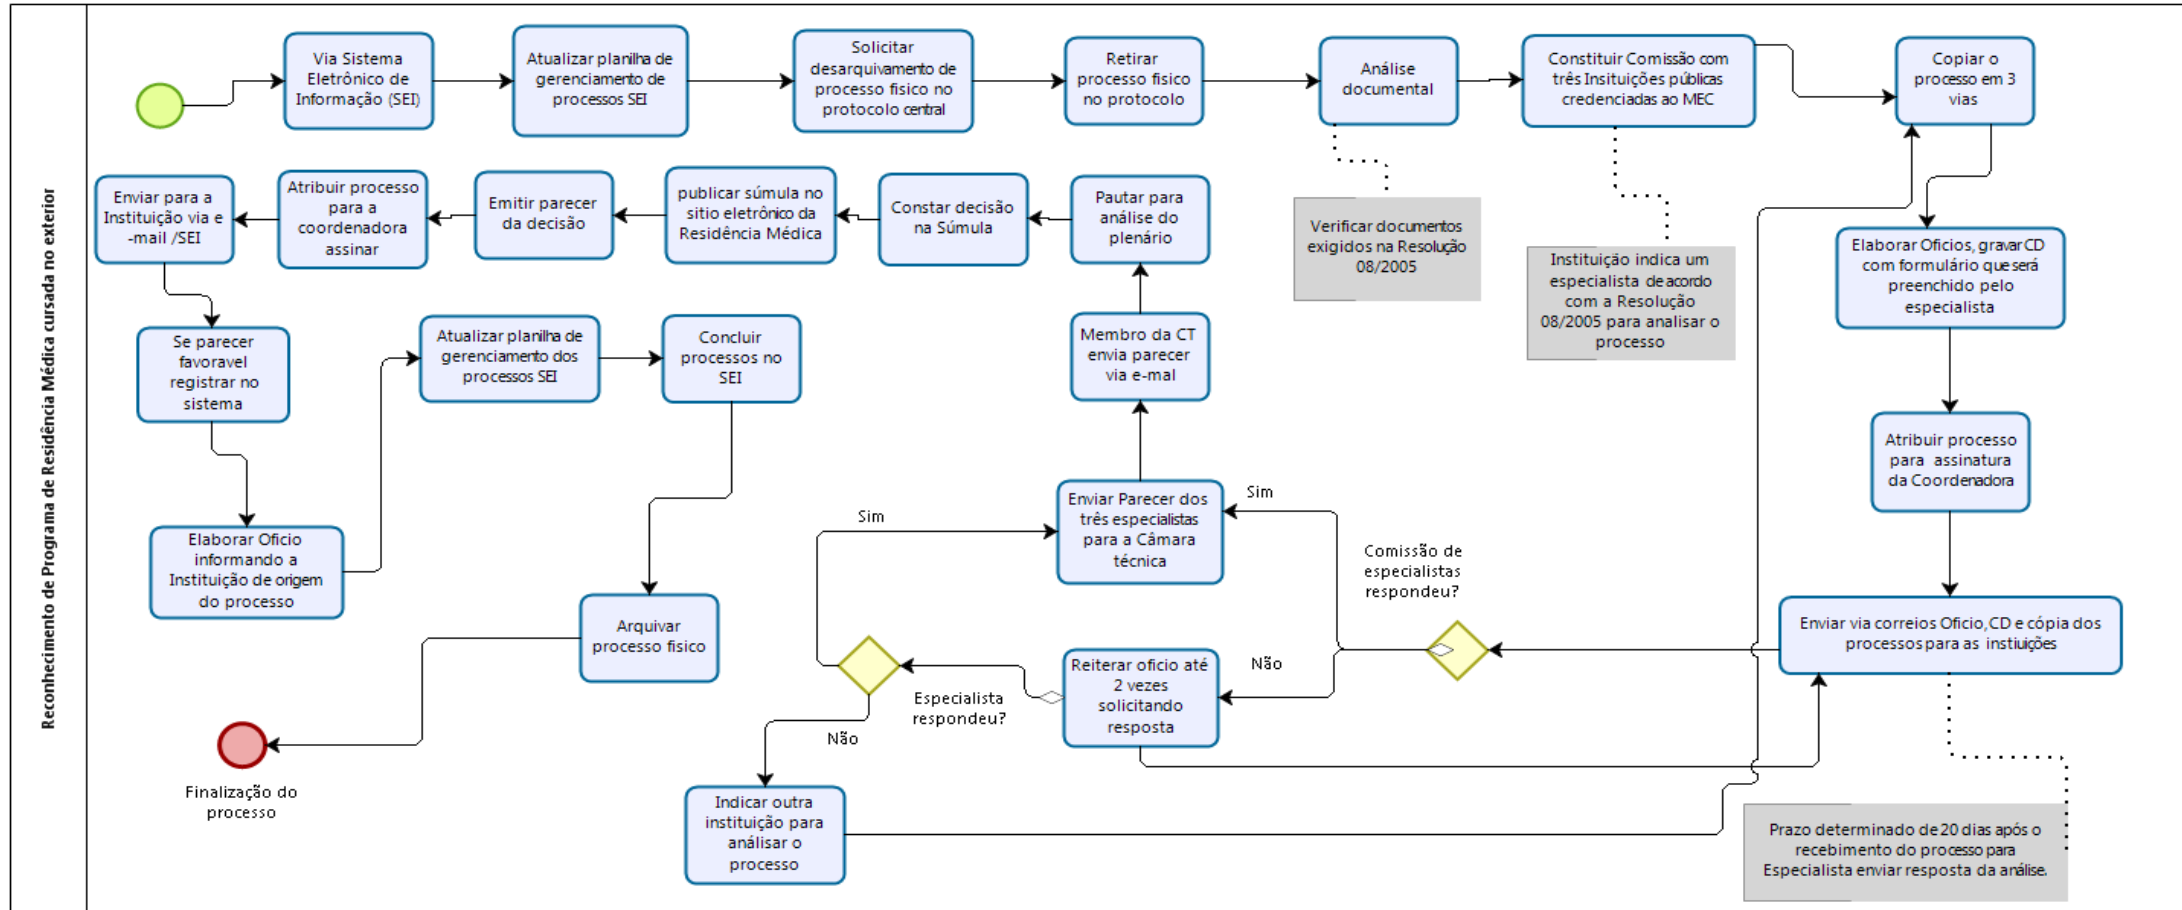 Reconhecimento de Programa de Residência Médica cursada no exterior
Via Sistema
Eletrônico de
Informação (SEI)
Atualizar planilha de
gerenciamento de
processos SEI
Solicitar
desarquivamento de
processo fisico no
protocolo central
Retirar
processo fisico
no protocolo
Análise
documental
Constituir Comissão com
três Insituições públicas
credenciadas ao MEC
Copiar o
processo em 3
vias
Enviar para a
Instituição via e
-mail /SEI
Atribuir processo
para a
coordenadora
assinar
Emitir parecer
da decisão
publicar súmula no
sitio eletrônico da
Residência Médica
Constar decisão
na Súmula
Pautar para
análise do
plenário
Verificar documentos
exigidos na Resolução
08/2005
Instituição indica um
especialista de acordo
com a Resolução
08/2005 para analisar o
processo
Elaborar Oficios, gravar CD
com formulário que será
preenchido pelo
especialista
Se parecer
favoravel
registrar no
sistema
Atualizar planilha de
gerenciamento dos
processos SEI
Concluir
processos no
SEI
Membro da CT
envia parecer
via e-mal
Atribuir processo
para assinatura
da Coordenadora
Elaborar Oficio
informando a
Instituição de origem
do processo
Sim
Enviar Parecer dos
três especialistas
para a Câmara
técnica
Sim
Comissão de
especialistas
respondeu?
Arquivar
processo fisico
Enviar via correios Oficio, CD e cópia dos
processos para as instiuições
Especialista
respondeu?
Reiterar oficio até
2 vezes
solicitando
resposta
Não
Não
Finalização do
processo
Indicar outra
instituição para
análisar o
processo
Prazo determinado de 20 dias após o
recebimento do processo para
Especialista enviar resposta da análise.